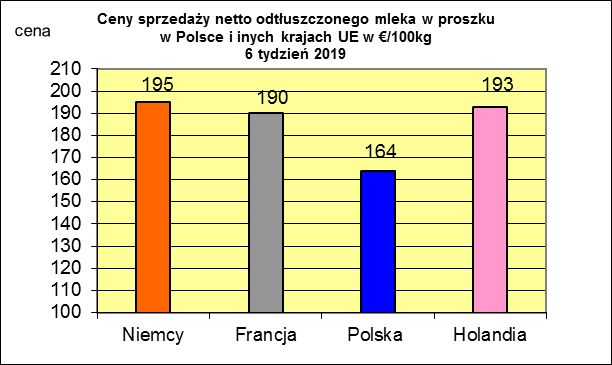 Ceny sprzedaży netto odtłuszczonego mleka w proszku
w Polsce i inych krajach UE w €/100kg
6 tydzień 2019
cena
210
200
190
180
170
160
150
140
130
120
110
100
195
190
164
193
Niemcy
Francja
Polska
Holandia